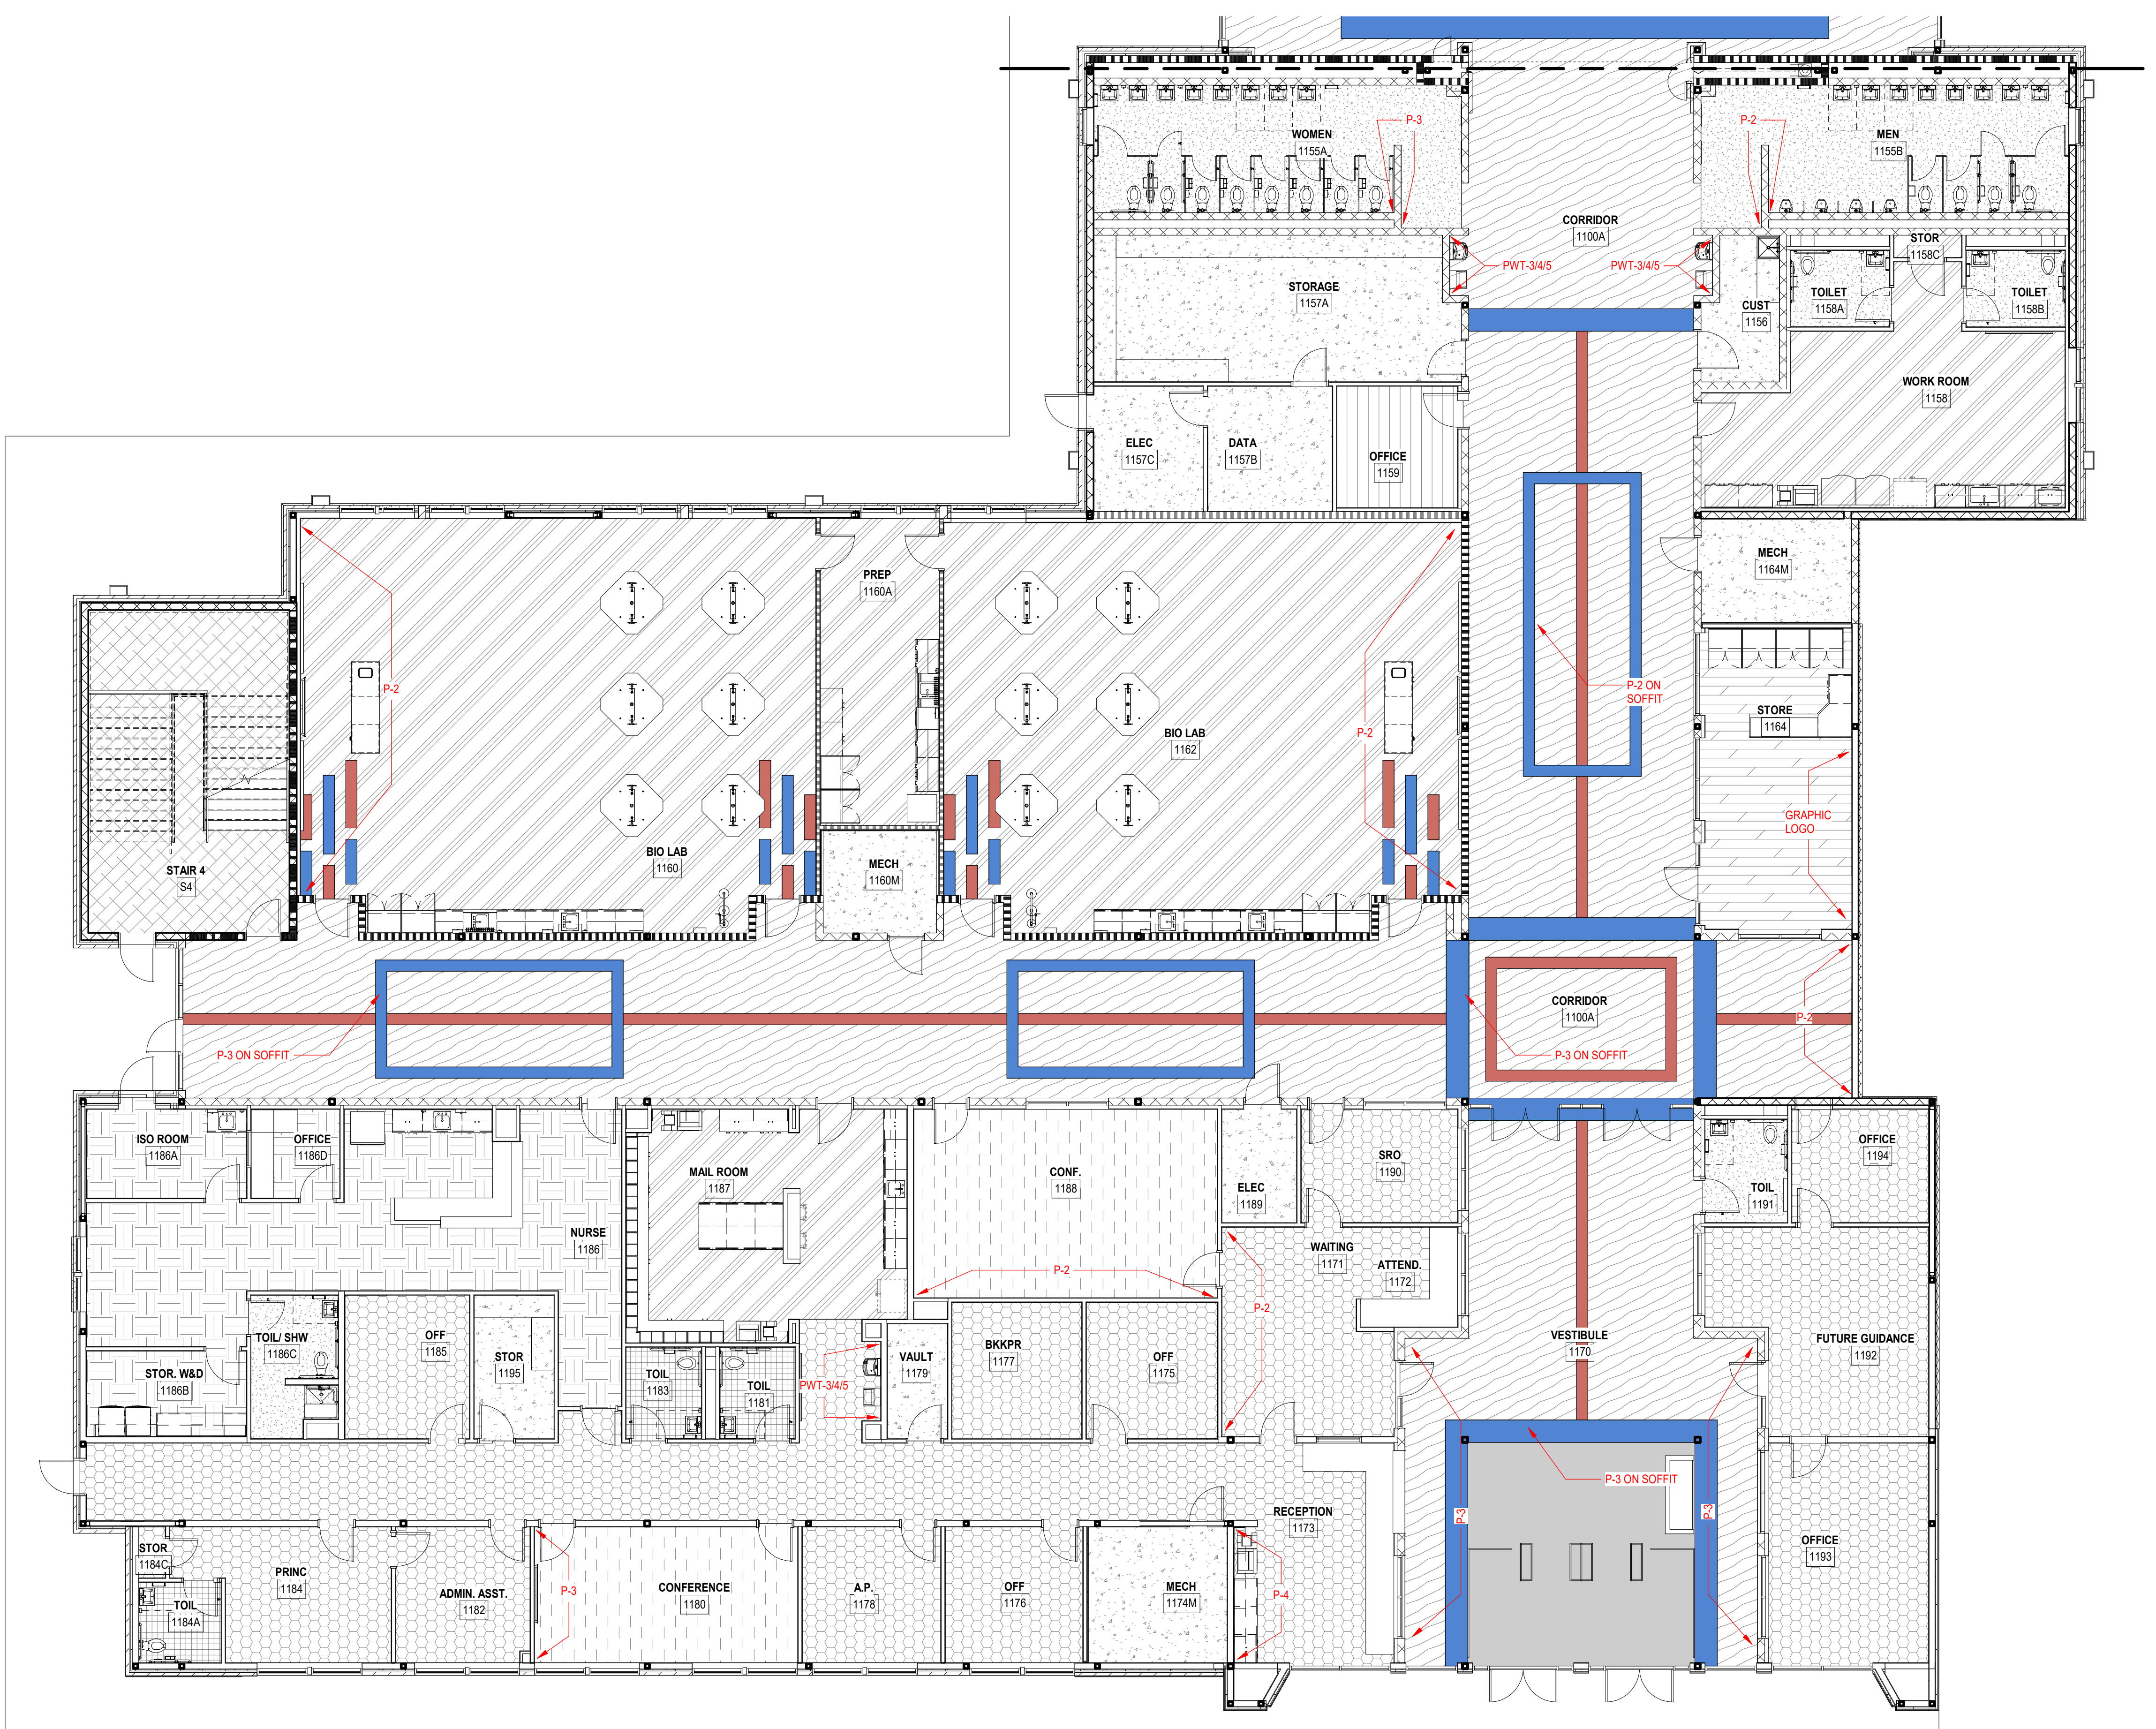 WOMEN
1155A
P-3
P-2
MEN
1155B
CORRIDOR
1100A
STOR
1158C
PWT-3/4/5
PWT-3/4/5
STORAGE
1157A
CUST
1156
TOILET
1158A
TOILET
1158B
WORK ROOM
1158
ELEC
1157C
DATA
1157B
OFFICE
1159
MECH
1164M
PREP
1160A
P-2
P-2 ON
SOFFIT
STORE
1164
BIO LAB
1162
P-2
GRAPHIC
LOGO
BIO LAB
1160
MECH
1160M
STAIR 4
S4
CORRIDOR
1100A
P-2
P-3 ON SOFFIT
P-3 ON SOFFIT
ISO ROOM
1186A
OFFICE
1186D
MAIL ROOM
1187
CONF.
1188
SRO
1190
ELEC
1189
TOIL
1191
OFFICE
1194
NURSE
1186
WAITING
1171
ATTEND.
1172
P-2
P-2
TOIL/ SHW
1186C
OFF
1185
STOR
1195
BKKPR
1177
OFF
1175
VESTIBULE
1170
FUTURE GUIDANCE
1192
VAULT
1179
STOR. W&D
1186B
TOIL
1183
TOIL
1181
PWT-3/4/5
P-3 ON SOFFIT
P-3
P-3
RECEPTION
1173
STOR
1184C
PRINC
1184
ADMIN. ASST.
1182
P-3
CONFERENCE
1180
A.P.
1178
OFF
1176
MECH
1174M
P-4
OFFICE
1193
TOIL
1184A